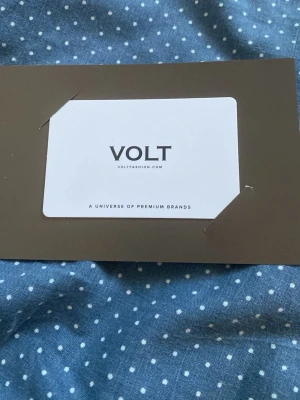 VOLT
VOLTFASHION.COM
A UNIVERSE OF PREMIUM BRANDS